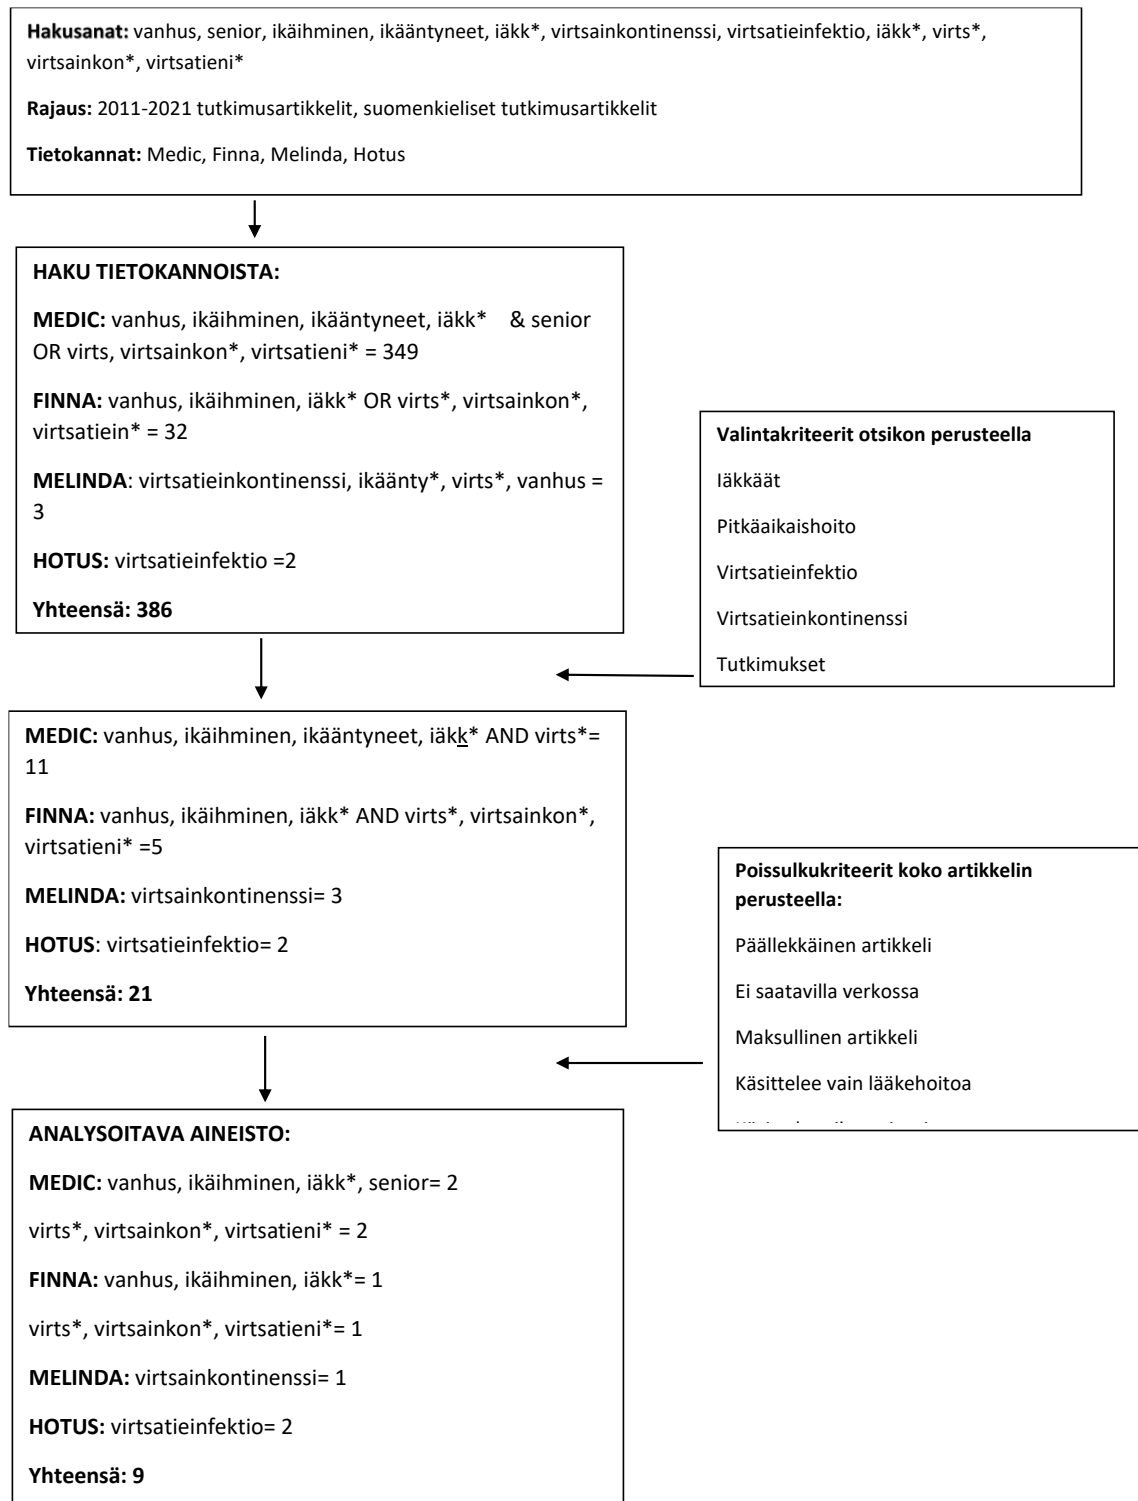 Hakusanat: vanhus, senior, ikäihminen, ikääntyneet, iäkk*, virtsainkontinenssi, virtsatieinfektio, iäkk*, virts*,
virtsainkon*, virtsatieni*
Rajaus: 2011-2021 tutkimusartikkelit, suomenkieliset tutkimusartikkelit
Tietokannat: Medic, Finna, Melinda, Hotus
HAKU TIETOKANNOISTA:
MEDIC: vanhus, ikäihminen, ikääntyneet, iäkk* & senior
OR virts, virtsainkon*, virtsatieni* = 349
FINNA: vanhus, ikäihminen, iäkk* OR virts*, virtsainkon*,
virtsatiein* = 32
MELINDA: virtsatieinkontinenssi, ikäänty*, virts*, vanhus =
3
HOTUS: virtsatieinfektio =2
Yhteensä: 386
Valintakriteerit otsikon perusteella
Iäkkäät
Pitkäaikaishoito
Virtsatieinfektio
Virtsatieinkontinenssi
Tutkimukset
MEDIC: vanhus, ikäihminen, ikääntyneet, iäkk* AND virts*=
11
FINNA: vanhus, ikäihminen, iäkk* AND virts*, virtsainkon*,
virtsatieni* =5
MELINDA: virtsainkontinenssi= 3
HOTUS: virtsatieinfektio= 2
Yhteensä: 21
Poissulkukriteerit koko artikkelin
perusteella:
Päällekkäinen artikkeli
Ei saatavilla verkossa
Maksullinen artikkeli
Käsittelee vain lääkehoitoa
ANALYSOITAVA AINEISTO:
MEDIC: vanhus, ikäihminen, iäkk*, senior= 2
virts*, virtsainkon*, virtsatieni* = 2
FINNA: vanhus, ikäihminen, iäkk*= 1
virts*, virtsainkon*, virtsatieni*= 1
MELINDA: virtsainkontinenssi= 1
HOTUS: virtsatieinfektio= 2
Yhteensä: 9